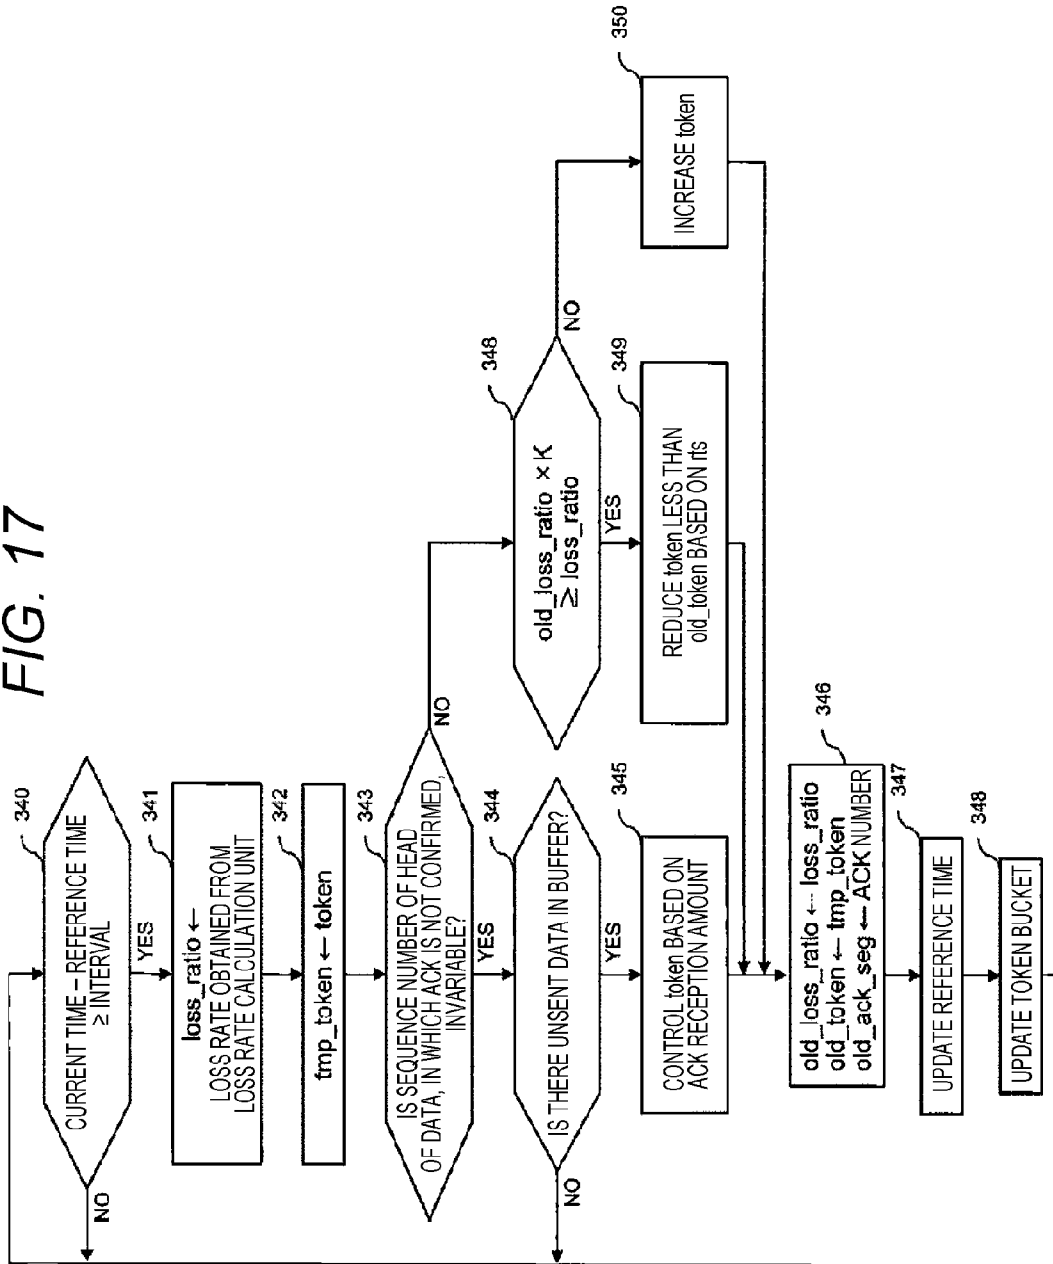 FIG. 17
340
CURRENT TIME – REFERENCE TIME
≥ INTERVAL
NO
YES
341
loss_ratio ←
LOSS RATE OBTAINED FROM
LOSS RATE CALCULATION UNIT
342
tmp_token ← token
343
IS SEQUENCE NUMBER OF HEAD
OF DATA, IN WHICH ACK IS NOT CONFIRMED,
INVARIABLE?
NO
YES
344
IS THERE UNSENT DATA IN BUFFER?
NO
YES
345
CONTROL token BASED ON
ACK RECEPTION AMOUNT
348
old_loss_ratio × K
≥ loss_ratio
NO
YES
349
REDUCE token LESS THAN
old_token BASED ON rts
350
INCREASE token
346
old_loss_ratio ← loss_ratio
old_token ← tmp_token
old_ack_seg ← ACK NUMBER
347
UPDATE REFERENCE TIME
348
UPDATE TOKEN BUCKET